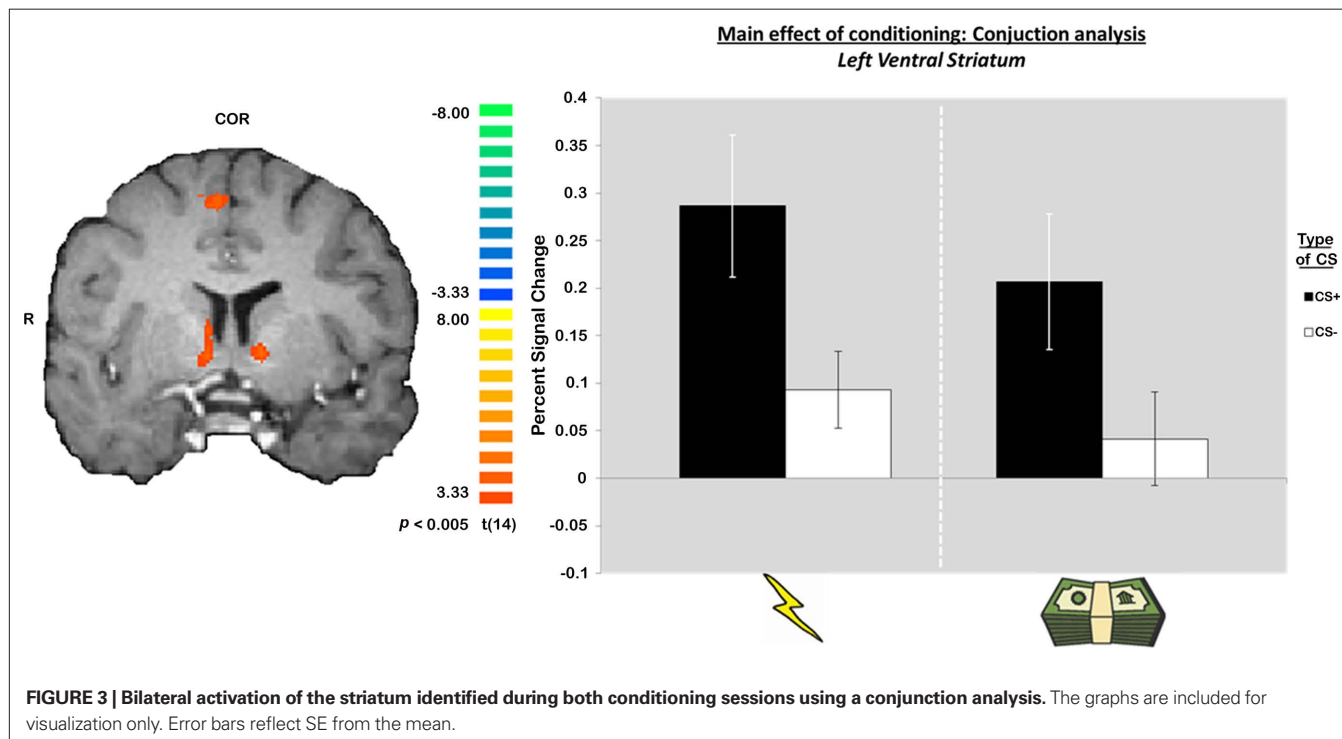 Main effect of conditioning: Conjuction analysis
Left Ventral Striatum
COR
R
-8.00
-3.33
8.00
3.33
p < 0.005 t(14)
Percent Signal Change
0.4
0.35
0.3
0.25
0.2
0.15
0.1
0.05
0
-0.05
-0.1
Type
of CS
CS+
CS-
FIGURE 3 | Bilateral activation of the striatum identified during both conditioning sessions using a conjunction analysis. The graphs are included for
visualization only. Error bars reflect SE from the mean.